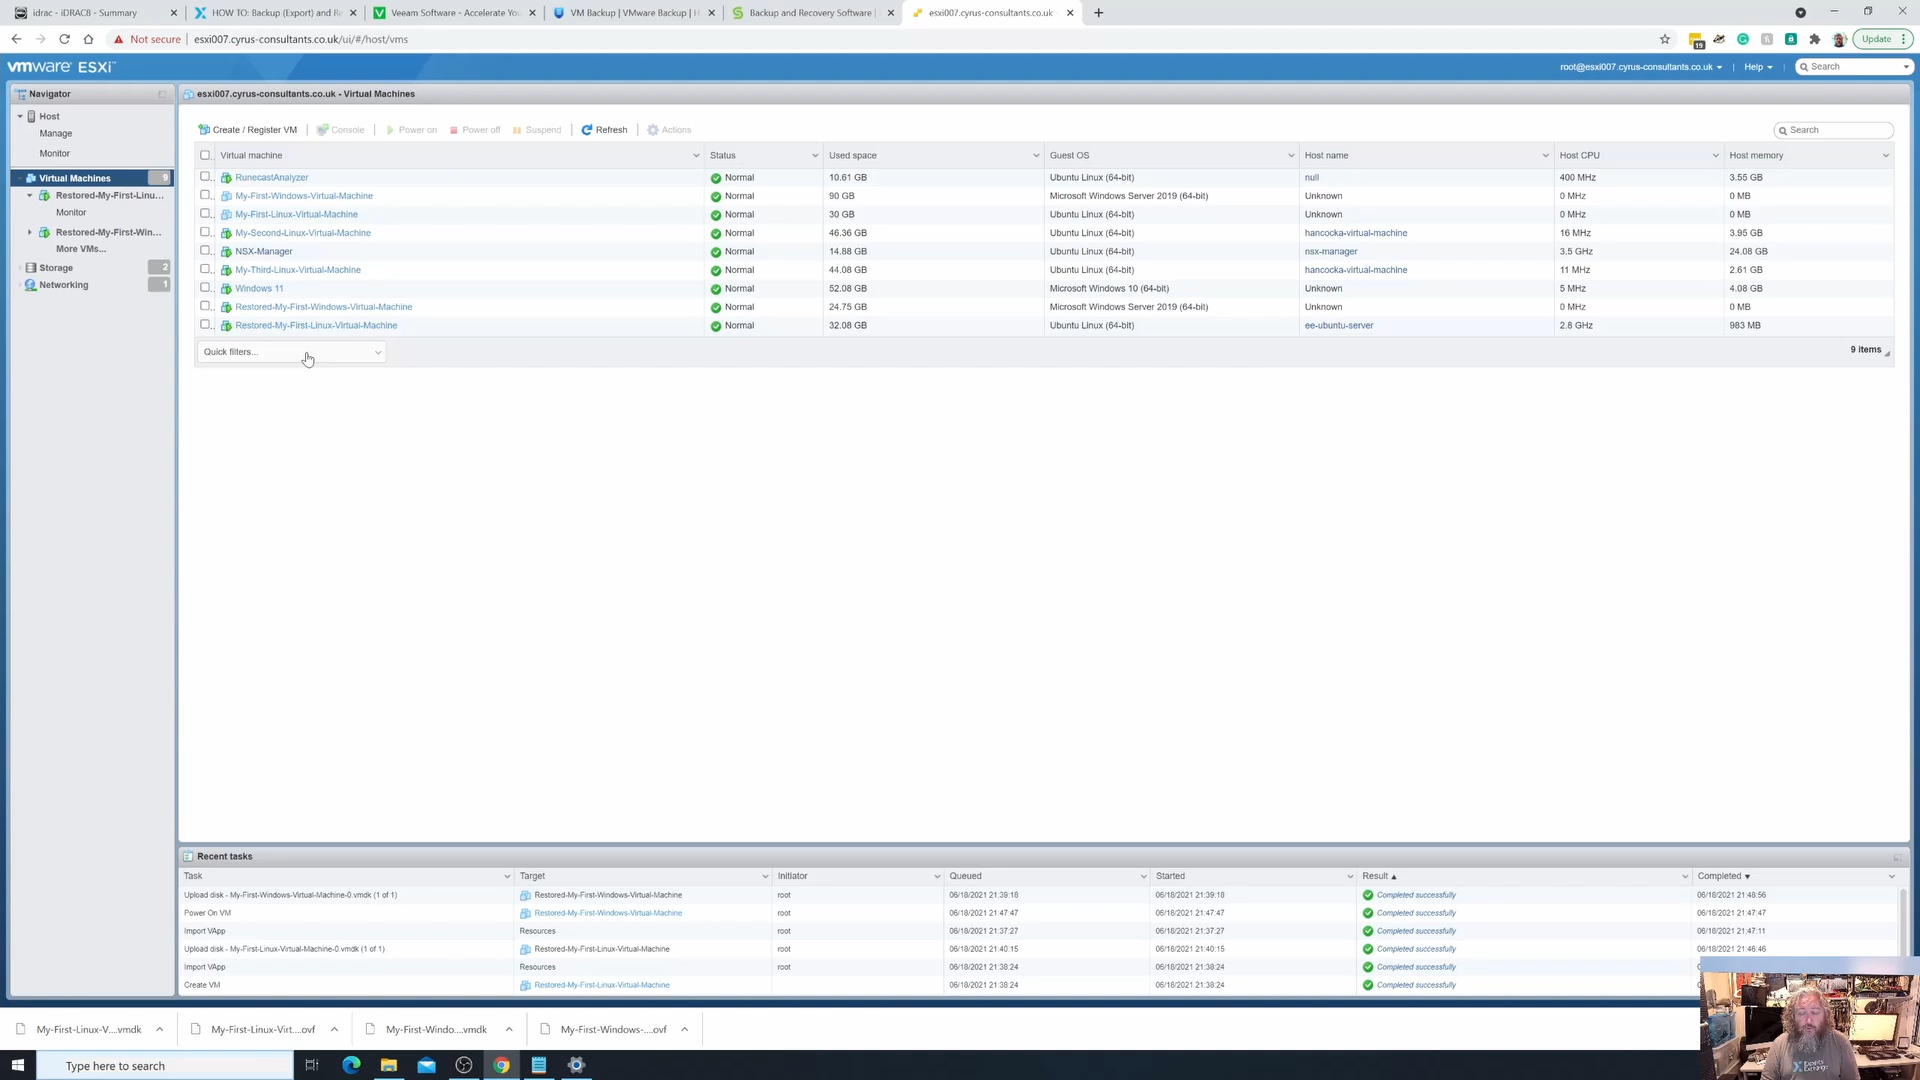 idrac - iDRAC8 - Summary
HOW TO: Backup (Export) and Re
Veeam Software - Accelerate You
VM Backup | VMware Backup | H
Backup and Recovery Software |
esxi007.cyrus-consultants.co.uk
Not secure
esxi007.cyrus-consultants.co.uk/ui/#/host/vms
19
Update
vmware ESXi
root@esxi007.cyrus-consultants.co.uk
Help
Search
Navigator
Host
Manage
Monitor
Virtual Machines 9
Restored-My-First-Linu...
Monitor
Restored-My-First-Win...
More VMs...
Storage 2
Networking 1
esxi007.cyrus-consultants.co.uk - Virtual Machines
Create / Register VM
Console
Power on
Power off
Suspend
Refresh
Actions
Search
Virtual machine Status Used space Guest OS Host name Host CPU Host memory
RunecastAnalyzer Normal 10.61 GB Ubuntu Linux (64-bit) null 400 MHz 3.55 GB
My-First-Windows-Virtual-Machine Normal 90 GB Microsoft Windows Server 2019 (64-bit) Unknown 0 MHz 0 MB
My-First-Linux-Virtual-Machine Normal 30 GB Ubuntu Linux (64-bit) Unknown 0 MHz 0 MB
My-Second-Linux-Virtual-Machine Normal 46.36 GB Ubuntu Linux (64-bit) hancocka-virtual-machine 16 MHz 3.95 GB
NSX-Manager Normal 14.88 GB Ubuntu Linux (64-bit) nsx-manager 3.5 GHz 24.08 GB
My-Third-Linux-Virtual-Machine Normal 44.08 GB Ubuntu Linux (64-bit) hancocka-virtual-machine 11 MHz 2.61 GB
Windows 11 Normal 52.08 GB Microsoft Windows 10 (64-bit) Unknown 5 MHz 4.08 GB
Restored-My-First-Windows-Virtual-Machine Normal 24.75 GB Microsoft Windows Server 2019 (64-bit) Unknown 0 MHz 0 MB
Restored-My-First-Linux-Virtual-Machine Normal 32.08 GB Ubuntu Linux (64-bit) ee-ubuntu-server 2.8 GHz 983 MB
Quick filters...
9 items
Recent tasks
Task Target Initiator Queued Started Result Completed
Upload disk - My-First-Windows-Virtual-Machine-0.vmdk (1 of 1) Restored-My-First-Windows-Virtual-Machine root 06/18/2021 21:39:18 06/18/2021 21:39:18 Completed successfully 06/18/2021 21:48:56
Power On VM Restored-My-First-Windows-Virtual-Machine root 06/18/2021 21:47:47 06/18/2021 21:47:47 Completed successfully 06/18/2021 21:47:47
Import VApp Resources root 06/18/2021 21:37:27 06/18/2021 21:37:27 Completed successfully 06/18/2021 21:47:11
Upload disk - My-First-Linux-Virtual-Machine-0.vmdk (1 of 1) Restored-My-First-Linux-Virtual-Machine root 06/18/2021 21:40:15 06/18/2021 21:40:15 Completed successfully 06/18/2021 21:46:46
Import VApp Resources root 06/18/2021 21:38:24 06/18/2021 21:38:24 Completed successfully
Create VM Restored-My-First-Linux-Virtual-Machine 06/18/2021 21:38:24 06/18/2021 21:38:24 Completed successfully
My-First-Linux-V....vmdk
My-First-Linux-Virt....ovf
My-First-Windo....vmdk
My-First-Windows-....ovf
Type here to search
Experts Exchange